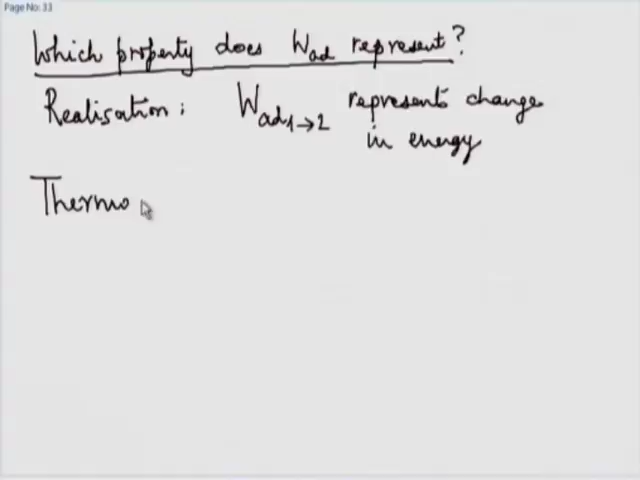 Page No: 33
Which property does Wad represent?
Realisation: Wad1→2 represents change
in energy
Thermo